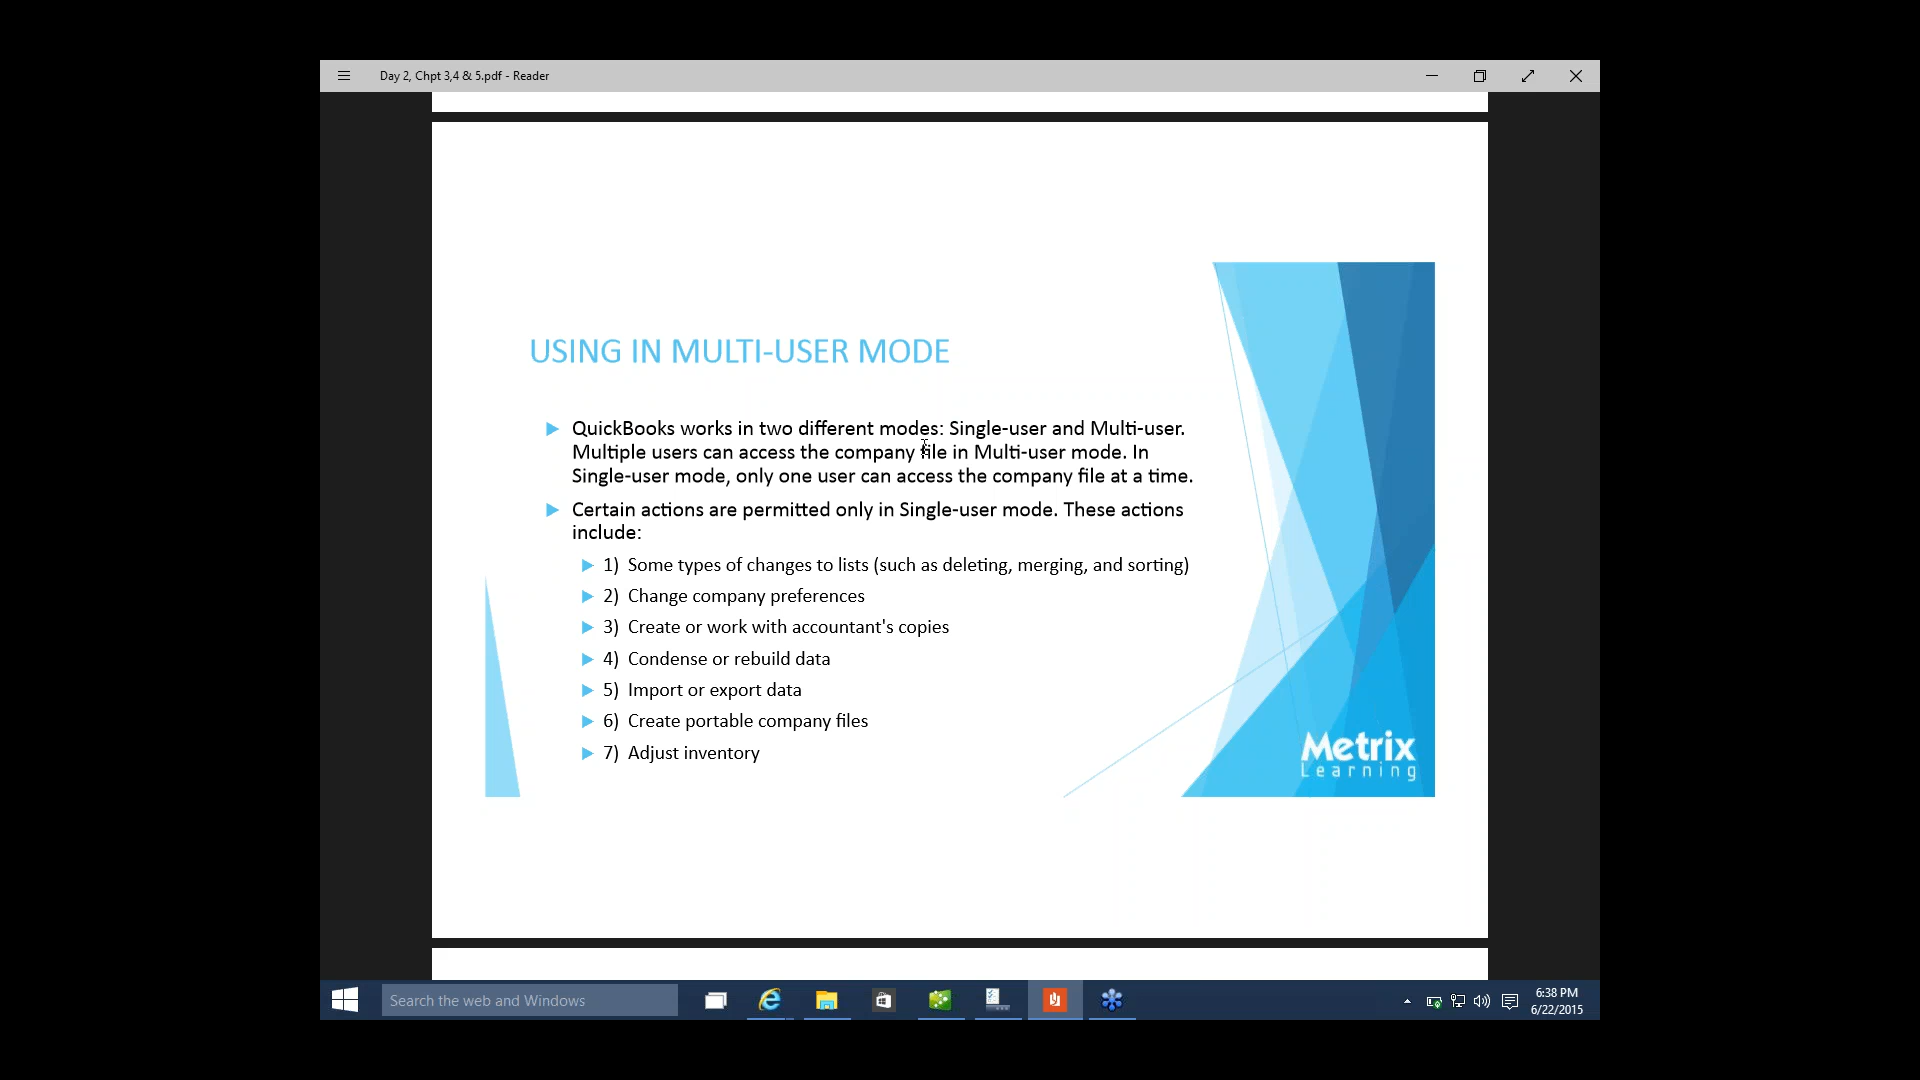 Day 2, Chpt 3,4 & 5.pdf - Reader
USING IN MULTI-USER MODE
QuickBooks works in two different modes: Single-user and Multi-user.
Multiple users can access the company file in Multi-user mode. In
Single-user mode, only one user can access the company file at a time.
Certain actions are permitted only in Single-user mode. These actions
include:
1) Some types of changes to lists (such as deleting, merging, and sorting)
2) Change company preferences
3) Create or work with accountant's copies
4) Condense or rebuild data
5) Import or export data
6) Create portable company files
7) Adjust inventory
Metrix
Learning
Search the web and Windows
6:38 PM
6/22/2015